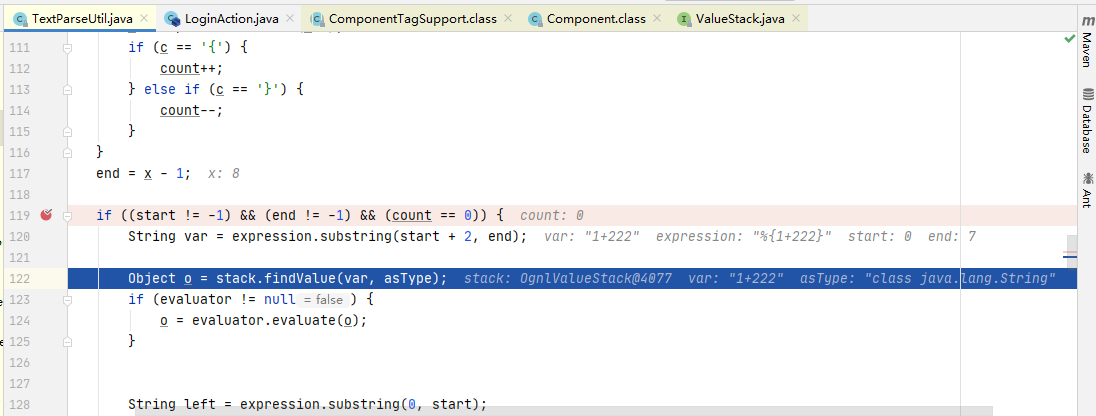 TextParseUtil.java × LoginAction.java × ComponentTagSupport.class × Component.class × ValueStack.java ×
111 if (c == '{') {
112 count++;
113 } else if (c == '}') {
114 count--;
115 }
116 }
117 end = x - 1; x: 8
118
119 if ((start != -1) && (end != -1) && (count == 0)) { count: 0
120 String var = expression.substring(start + 2, end); var: "1+222" expression: "%{1+222}" start: 0 end: 7
121
122 Object o = stack.findValue(var, asType); stack: OgnlValueStack@4077 var: "1+222" asType: "class java.lang.String"
123 if (evaluator != null = false ) {
124 o = evaluator.evaluate(o);
125 }
126
127
128 String left = expression.substring(0, start);
m
Maven
Database
Ant